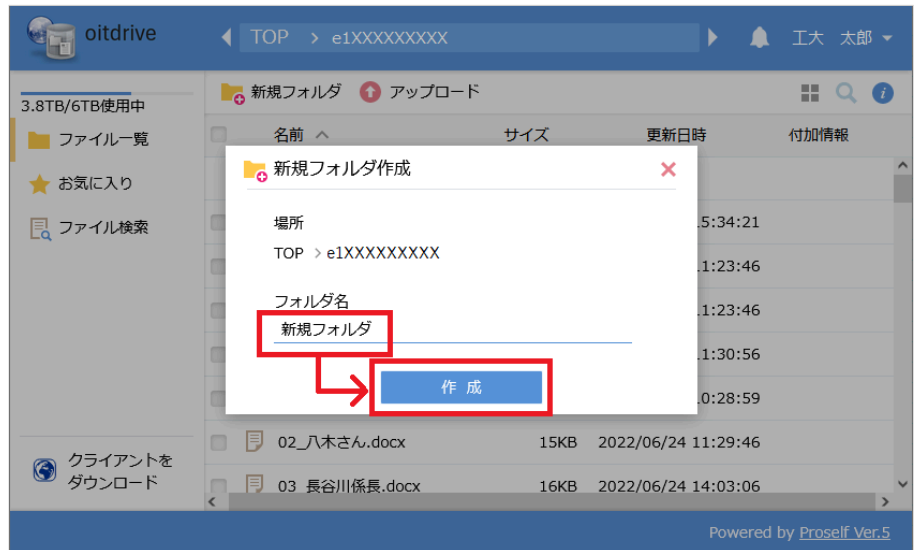 oitdrive
TOP > e1XXXXXXXXX
工大 太郎
3.8TB/6TB使用中
新規フォルダ アップロード
ファイル一覧
お気に入り
ファイル検索
名前 サイズ 更新日時 付加情報
新規フォルダ作成
場所
TOP > e1XXXXXXXXX
フォルダ名
新規フォルダ
作成
5:34:21
1:23:46
1:23:46
1:30:56
0:28:59
02_八木さん.docx 15KB 2022/06/24 11:29:46
03_長谷川係長.docx 16KB 2022/06/24 14:03:06
クライアントを
ダウンロード
Powered by Proself Ver.5